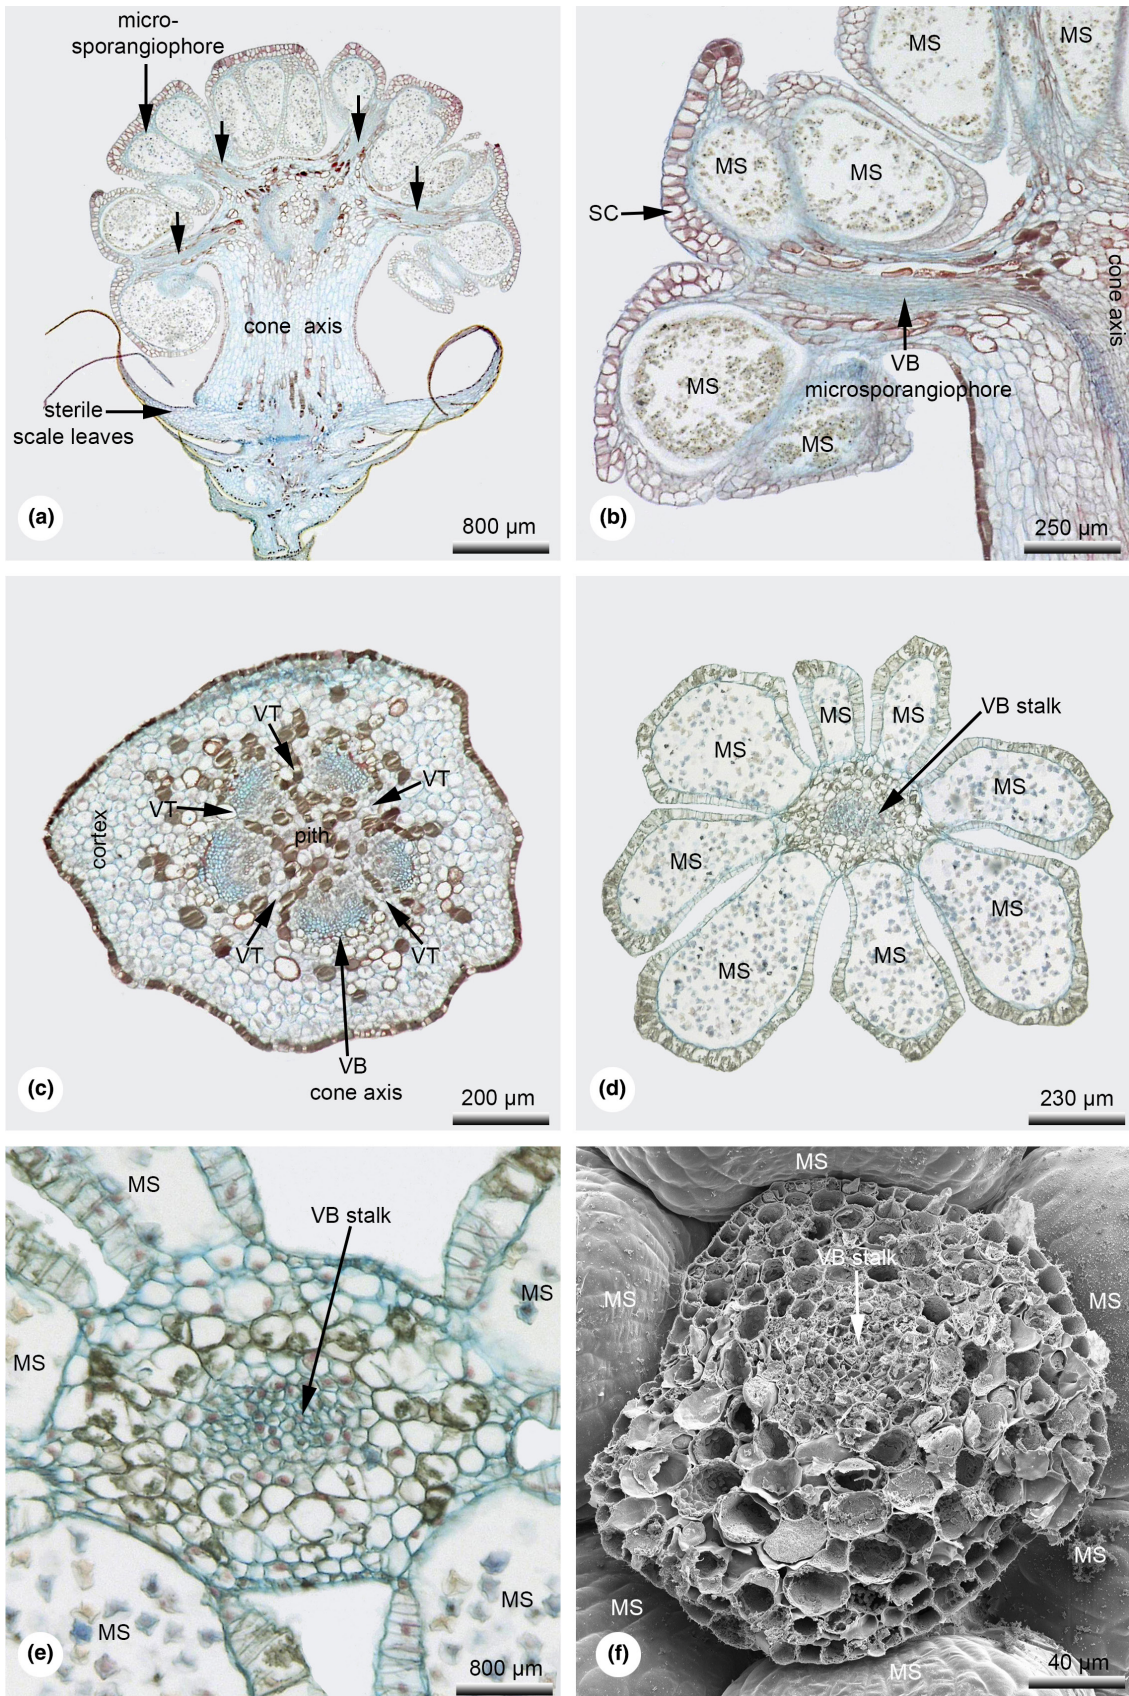 micro-
sporangiophore
cone axis
sterile
scale leaves
(a)
800 µm
MS
MS
MS
MS
SC
cone axis
VB
microsporangiophore
MS
MS
(b)
250 µm
VT
VT
VT
cortex
pith
VT
VT
VB
cone axis
(c)
200 µm
VB stalk
MS
MS
MS
MS
MS
MS
MS
MS
(d)
230 µm
MS
VB stalk
MS
MS
MS
MS
(e)
800 µm
MS
VB stalk
MS
MS
MS
MS
MS
(f)
40 µm